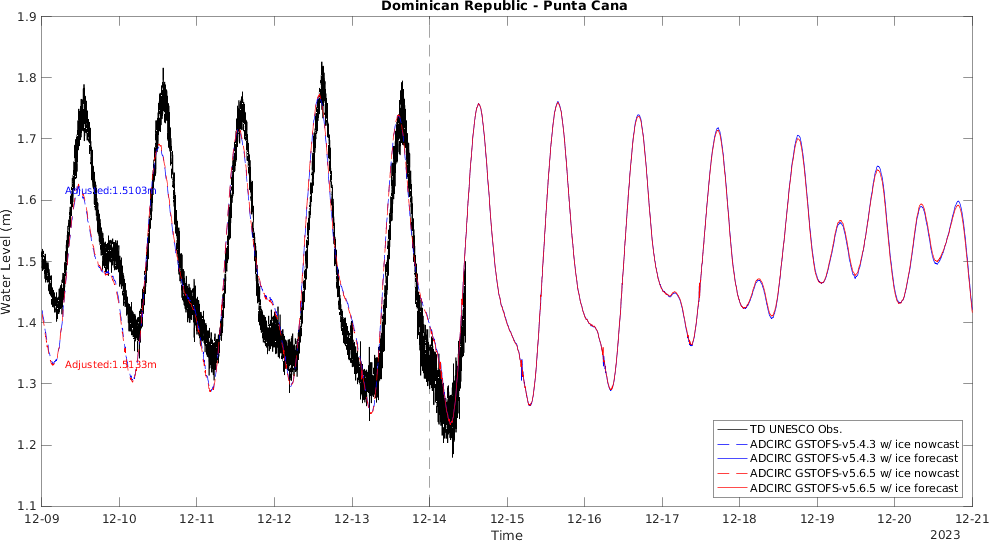 Dominican Republic - Punta Cana
Water Level (m)
1.9
1.8
1.7
1.6
1.5
1.4
1.3
1.2
1.1
Adjusted:1.5103m
Adjusted:1.5133m
TD UNESCO Obs.
ADCIRC GSTOFS-v5.4.3 w/ ice nowcast
ADCIRC GSTOFS-v5.4.3 w/ ice forecast
ADCIRC GSTOFS-v5.6.5 w/ ice nowcast
ADCIRC GSTOFS-v5.6.5 w/ ice forecast
12-09 12-10 12-11 12-12 12-13 12-14 12-15 12-16 12-17 12-18 12-19 12-20 12-21
Time
2023